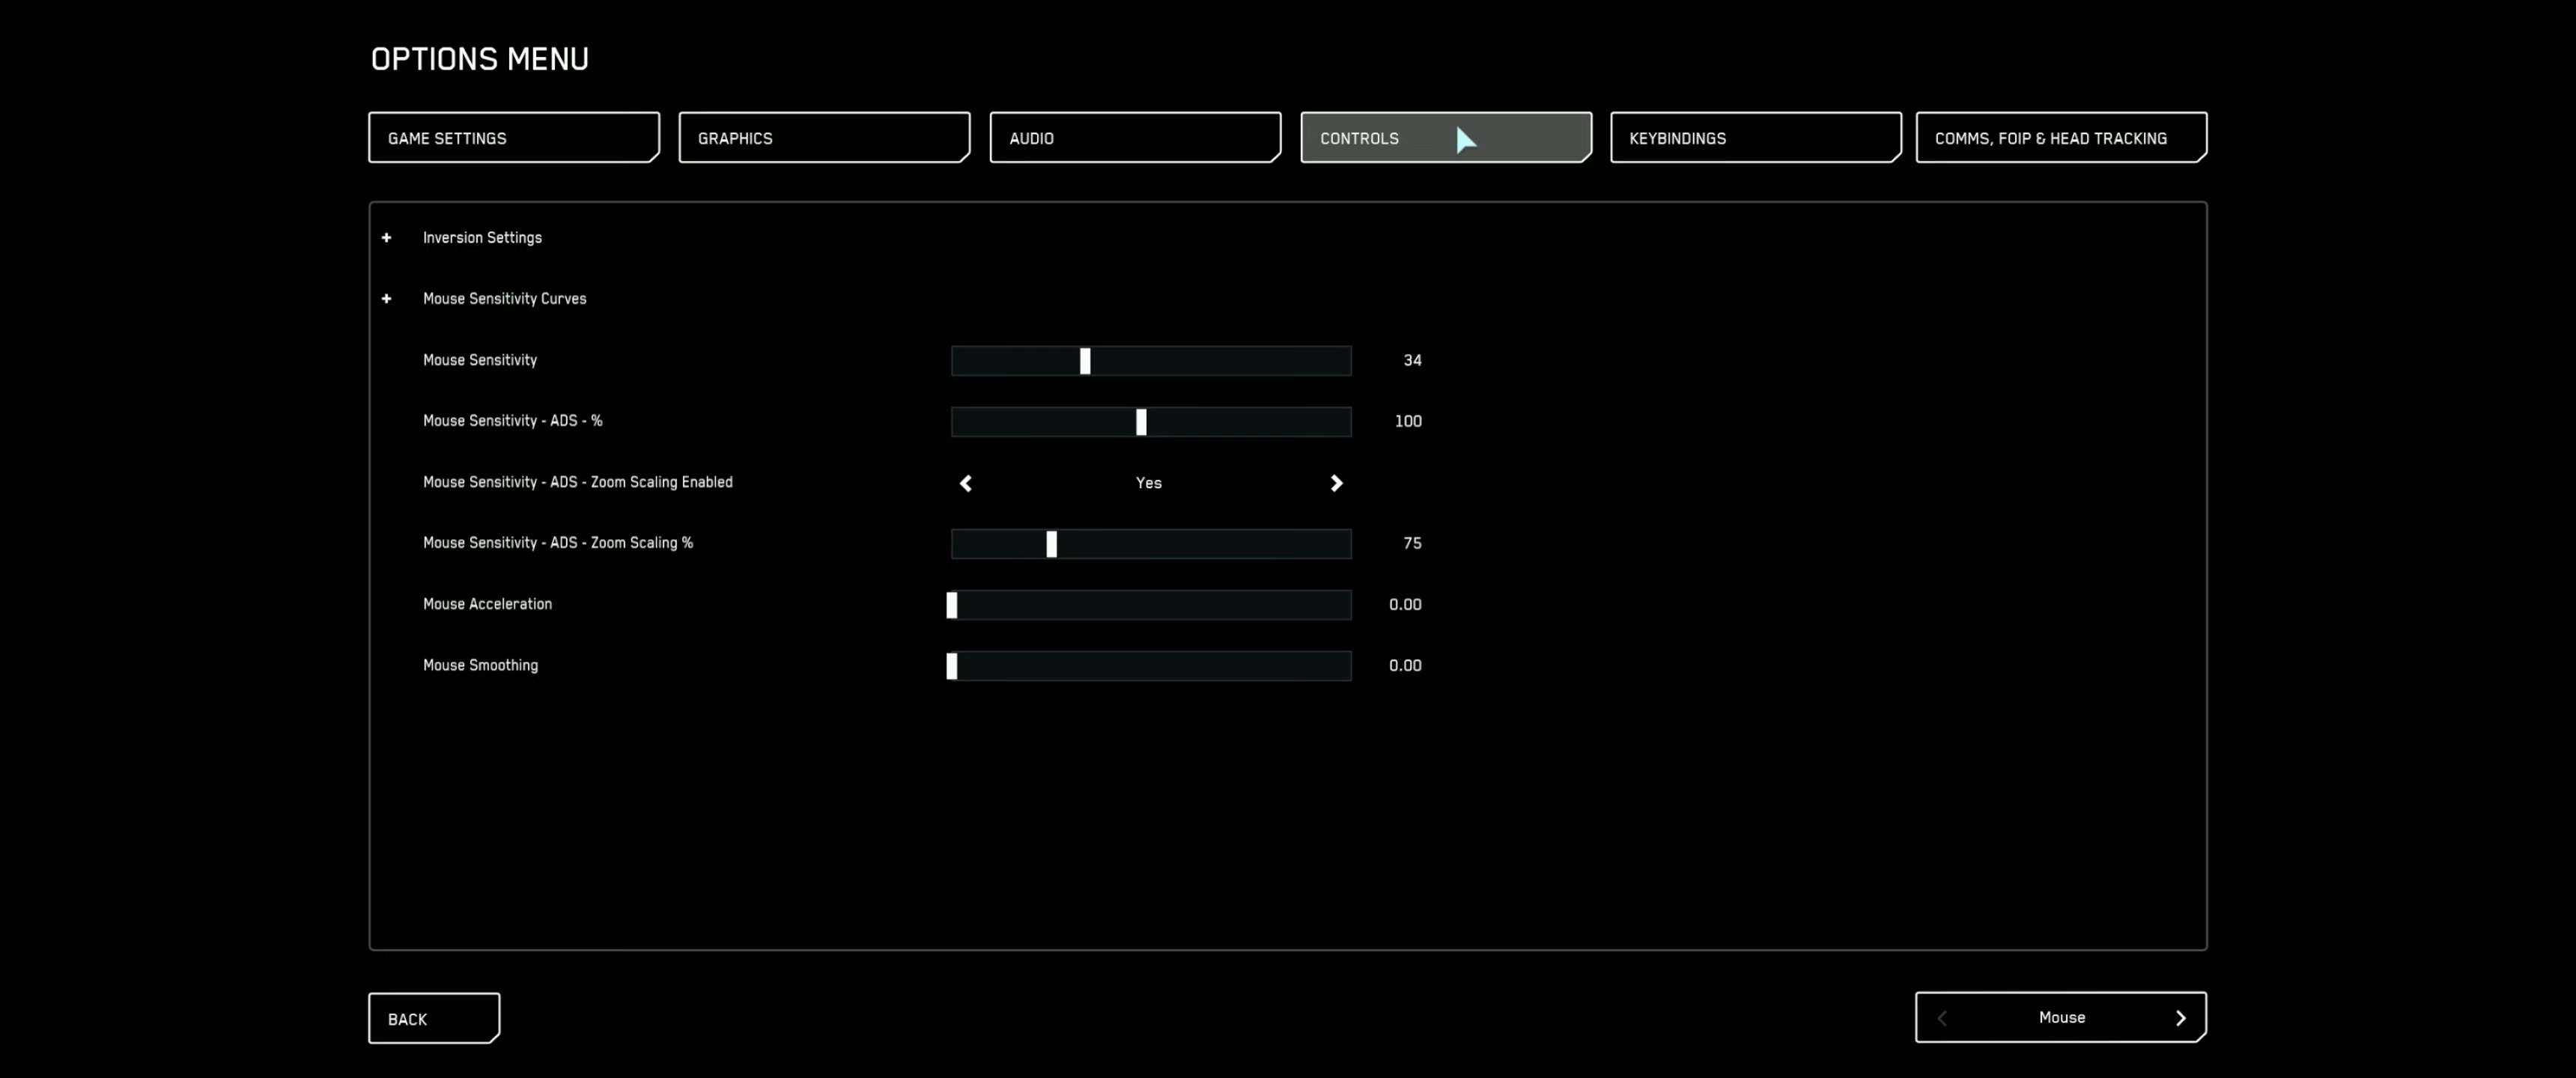 OPTIONS MENU
GAME SETTINGS
GRAPHICS
AUDIO
CONTROLS
KEYBINDINGS
COMMS, FOIP & HEAD TRACKING
+ Inversion Settings
+ Mouse Sensitivity Curves
Mouse Sensitivity 34
Mouse Sensitivity - ADS - % 100
Mouse Sensitivity - ADS - Zoom Scaling Enabled Yes
Mouse Sensitivity - ADS - Zoom Scaling % 75
Mouse Acceleration 0.00
Mouse Smoothing 0.00
BACK
Mouse